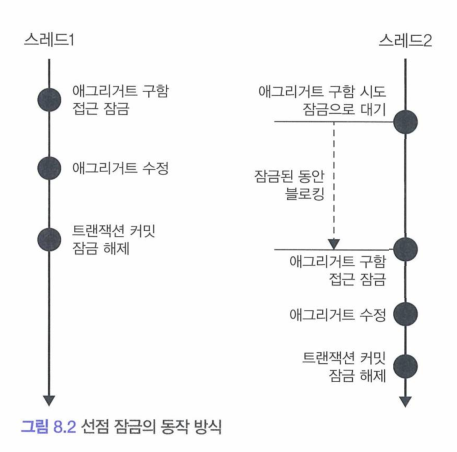 스레드1
애그리거트 구함
접근 잠금
애그리거트 수정
트랜잭션 커밋
잠금 해제
스레드2
애그리거트 구함 시도
잠금으로 대기
잠금된 동안
블로킹
애그리거트 구함
접근 잠금
애그리거트 수정
트랜잭션 커밋
잠금 해제
그림 8.2 선점 잠금의 동작 방식